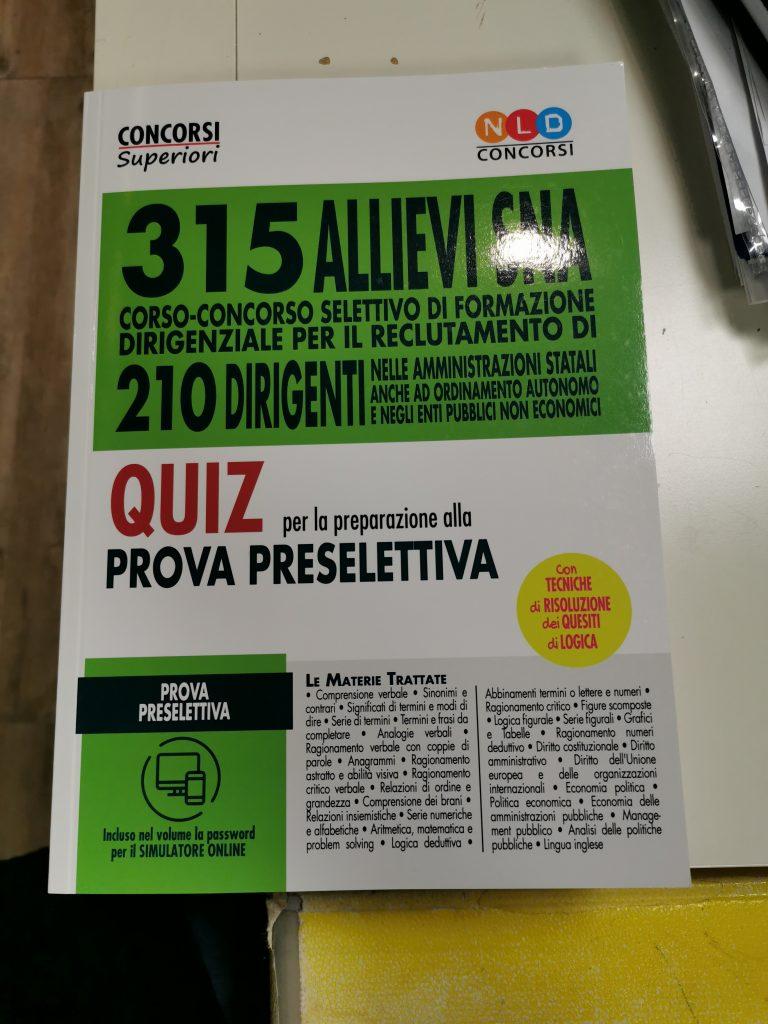 CONCORSI
Superiori
NLD
CONCORSI
315 ALLIEVI SNA
CORSO-CONCORSO SELETTIVO DI FORMAZIONE
DIRIGENZIALE PER IL RECLUTAMENTO DI
210 DIRIGENTI
NELLE AMMINISTRAZIONI STATALI
ANCHE AD ORDINAMENTO AUTONOMO
E NEGLI ENTI PUBBLICI NON ECONOMICI
QUIZ per la preparazione alla
PROVA PRESELETTIVA
Con
TECNICHE
di RISOLUZIONE
dei QUESITI
di LOGICA
PROVA
PRESELETTIVA
Incluso nel volume la password
per il SIMULATORE ONLINE
LE MATERIE TRATTATE
• Comprensione verbale • Sinonimi e
contrari • Significati di termini e modi di
dire • Serie di termini • Termini e frasi da
completare • Analogie verbali •
Ragionamento verbale con coppie di
parole • Anagrammi • Ragionamento
astratto e abilità visiva • Ragionamento
critico verbale • Relazioni di ordine e
grandezza • Comprensione dei brani •
Relazioni insiemistiche • Serie numeriche
e alfabetiche • Aritmetica, matematica e
problem solving • Logica deduttiva •
Abbinamenti termini o lettere e numeri •
Ragionamento critico • Figure scomposte
• Logica figurale • Serie figurali • Grafici
e Tabelle • Ragionamento numeri
deduttivo • Diritto costituzionale • Diritto
amministrativo • Diritto dell'Unione
europea e delle organizzazioni
internazionali • Economia politica •
Politica economica • Economia delle
amministrazioni pubbliche • Manage-
ment pubblico • Analisi delle politiche
pubbliche • Lingua inglese